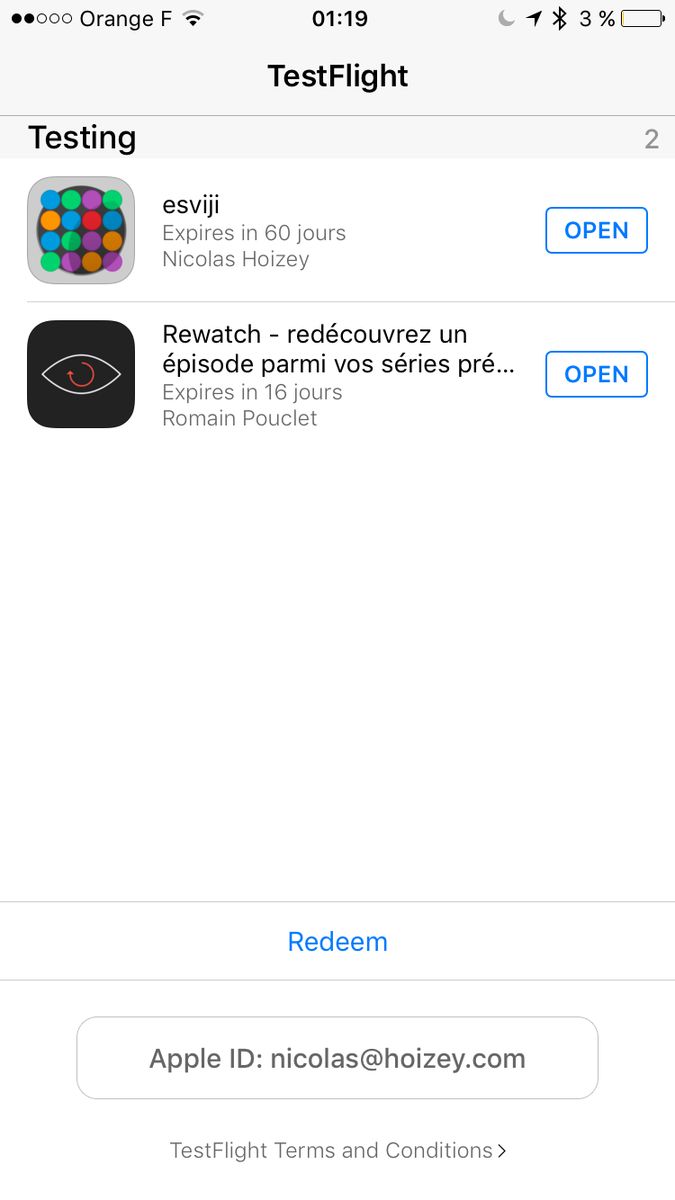 Orange F 01:19 3 %
TestFlight
Testing 2
esviji
Expires in 60 jours
Nicolas Hoizey
OPEN
Rewatch - redécouvrez un
épisode parmi vos séries pré...
Expires in 16 jours
Romain Pouclet
OPEN
Redeem
Apple ID: nicolas@hoizey.com
TestFlight Terms and Conditions